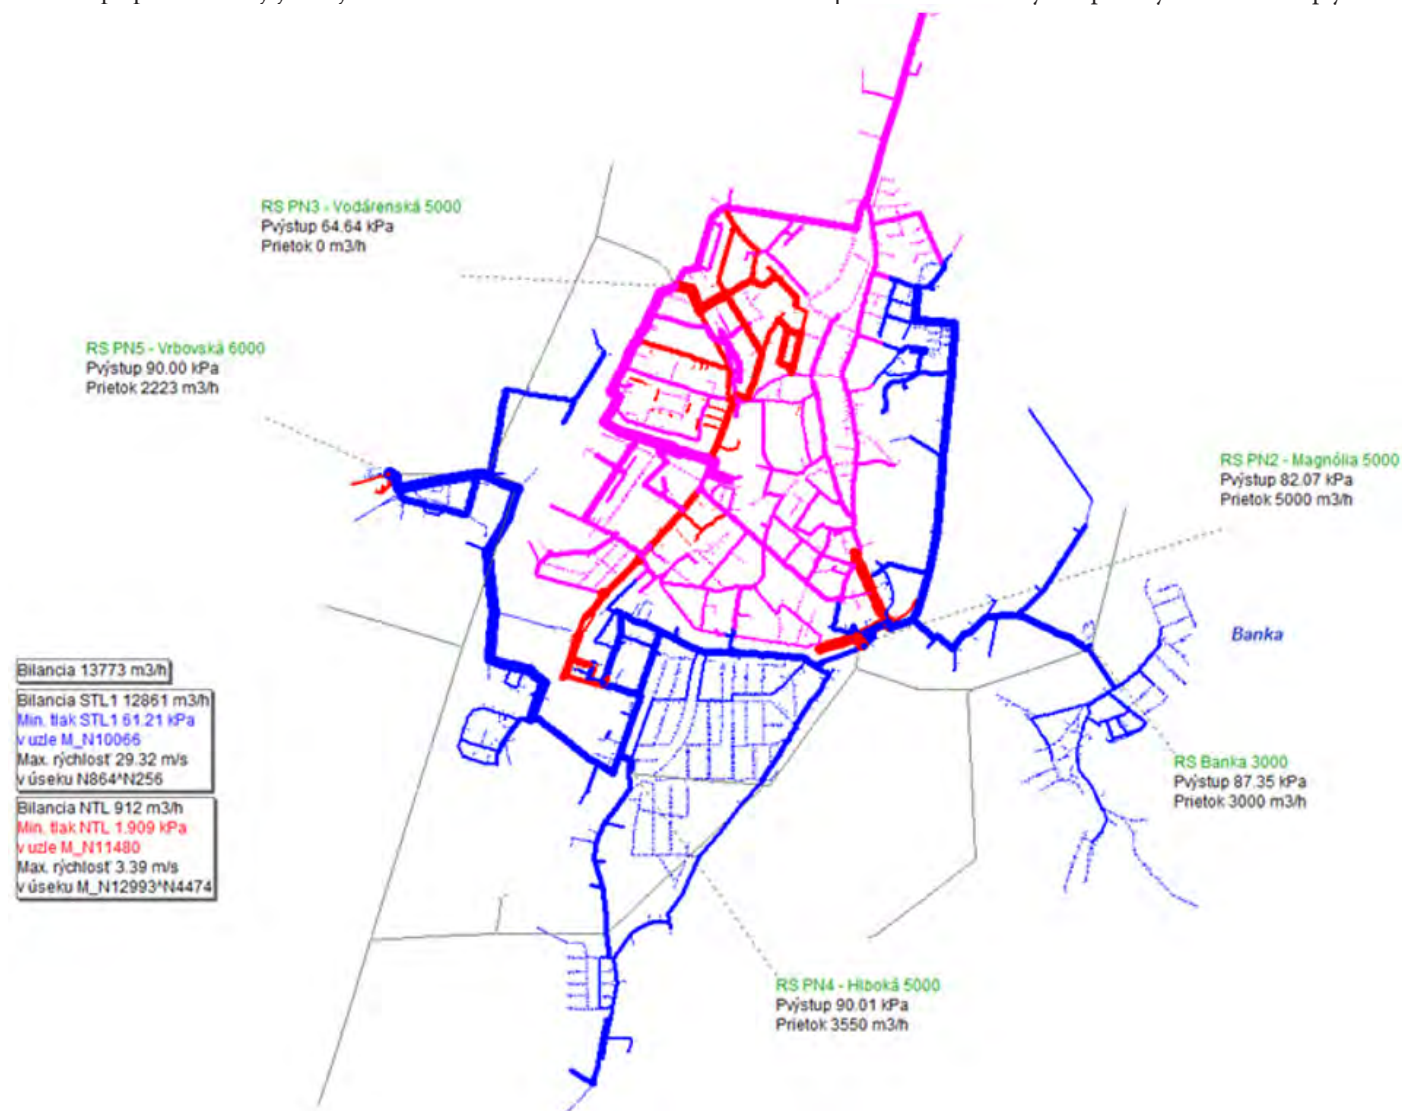 RS PN3 - Vodárenská 5000
Pvýstup 64.64 kPa
Prietok 0 m3/h
RS PN5 - Vrbovská 6000
Pvýstup 90.00 kPa
Prietok 2223 m3/h
RS PN2 - Magnólia 5000
Pvýstup 82.07 kPa
Prietok 5000 m3/h
Banka
Bilancia 13773 m3/h
Bilancia STL1 12861 m3/h
Min. tlak STL1 61.21 kPa
v uzle M_N10066
Max. rýchlosť 29.32 m/s
v úseku N864^N256
Bilancia NTL 912 m3/h
Min. tlak NTL 1.909 kPa
v uzle M_N11480
Max. rýchlosť 3.39 m/s
v úseku M_N12993^N4474
RS Banka 3000
Pvýstup 87.35 kPa
Prietok 3000 m3/h
RS PN4 - Hlboká 5000
Pvýstup 90.01 kPa
Prietok 3550 m3/h